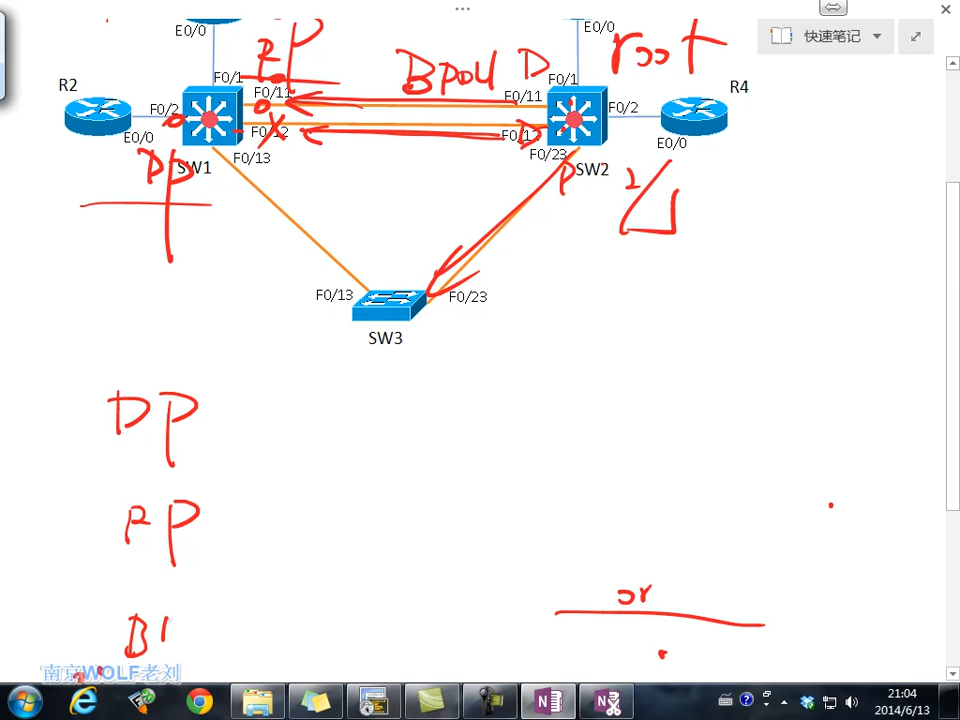 快速笔记
E0/0
E0/0
RP
BPDU
D
root
F0/1
F0/11
F0/11
F0/1
R2
F0/2
F0/12
F0/12
F0/2
R4
E0/0
F0/13
F0/23
E0/0
SW1
SW2
X
D
P
DP
F0/13
F0/23
SW3
DP
RP
or
南京WOLF老刘
21:04
2014/6/13